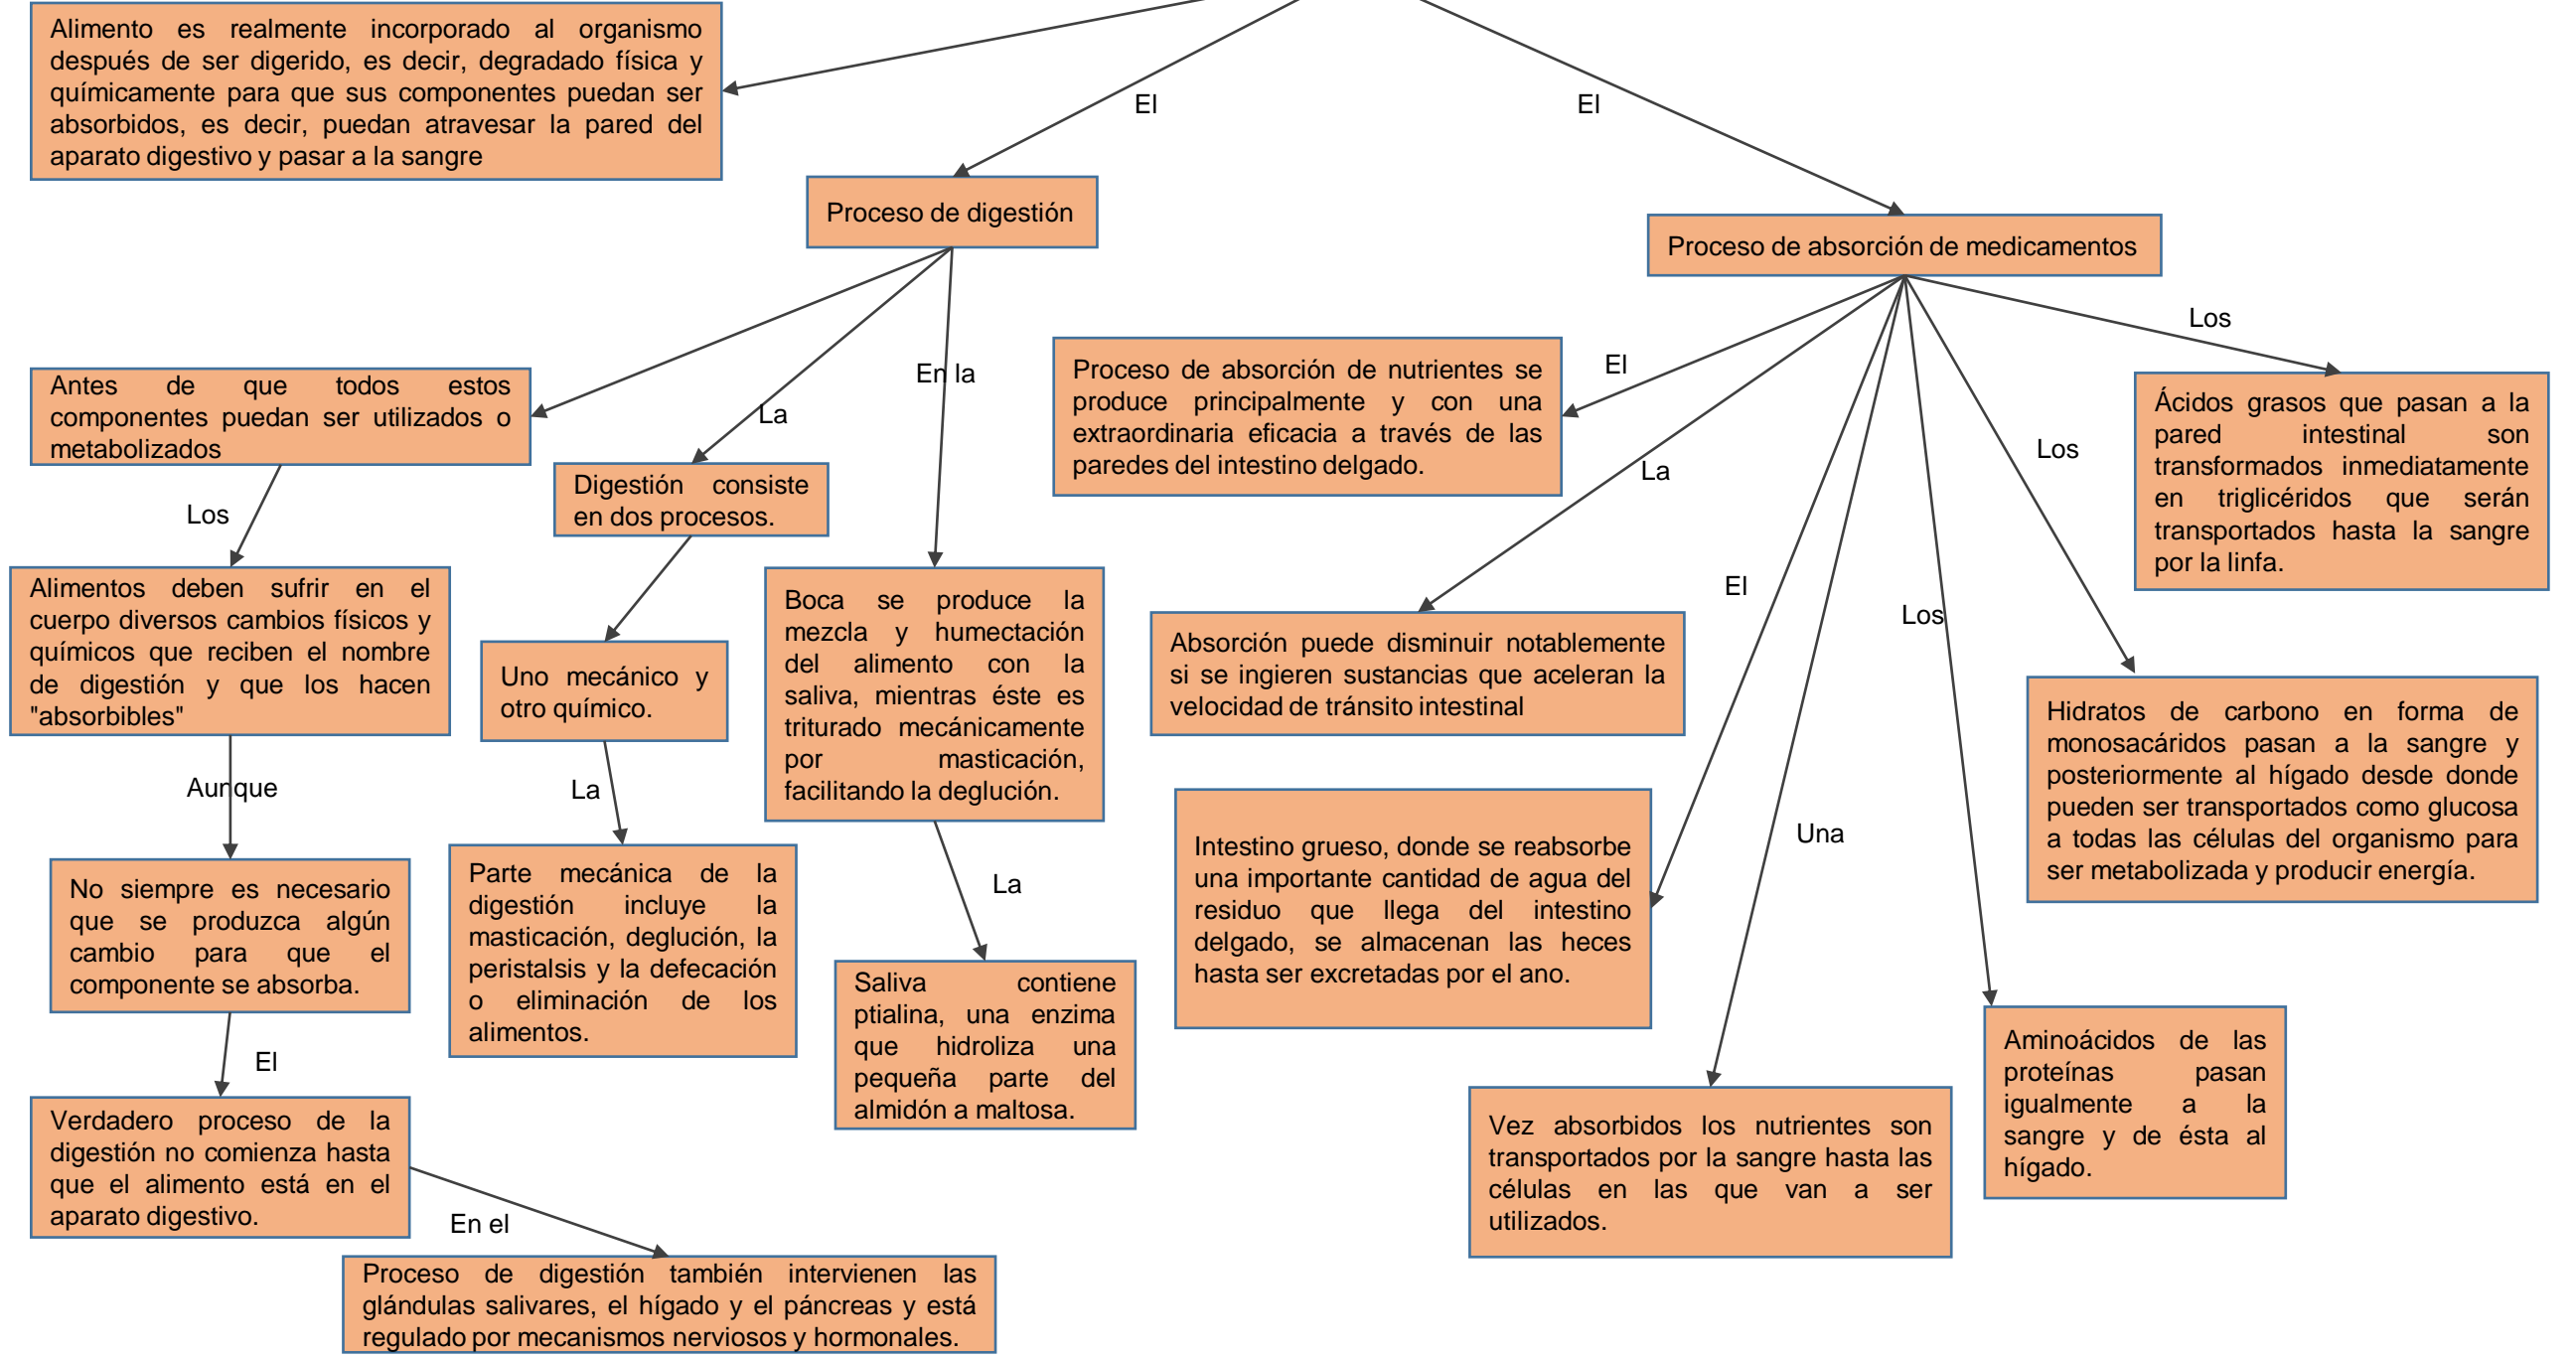 Alimento es realmente incorporado al organismo
después de ser digerido, es decir, degradado física y
químicamente para que sus componentes puedan ser
absorbidos, es decir, puedan atravesar la pared del
aparato digestivo y pasar a la sangre
El
El
Proceso de digestión
Proceso de absorción de medicamentos
Antes de que todos estos
componentes puedan ser utilizados o
metabolizados
Los
Alimentos deben sufrir en el
cuerpo diversos cambios físicos y
químicos que reciben el nombre
de digestión y que los hacen
"absorbibles"
Aunque
No siempre es necesario
que se produzca algún
cambio para que el
componente se absorba.
El
Verdadero proceso de la
digestión no comienza hasta
que el alimento está en el
aparato digestivo.
En el
Proceso de digestión también intervienen las
glándulas salivares, el hígado y el páncreas y está
regulado por mecanismos nerviosos y hormonales.
La
Digestión consiste
en dos procesos.
Uno mecánico y
otro químico.
La
Parte mecánica de la
digestión incluye la
masticación, deglución, la
peristalsis y la defecación
o eliminación de los
alimentos.
En la
Boca se produce la
mezcla y humectación
del alimento con la
saliva, mientras éste es
triturado mecánicamente
por masticación,
facilitando la deglución.
La
Saliva contiene
ptialina, una enzima
que hidroliza una
pequeña parte del
almidón a maltosa.
El
Proceso de absorción de nutrientes se
produce principalmente y con una
extraordinaria eficacia a través de las
paredes del intestino delgado.
La
Absorción puede disminuir notablemente
si se ingieren sustancias que aceleran la
velocidad de tránsito intestinal
El
Intestino grueso, donde se reabsorbe
una importante cantidad de agua del
residuo que llega del intestino
delgado, se almacenan las heces
hasta ser excretadas por el ano.
Una
Vez absorbidos los nutrientes son
transportados por la sangre hasta las
células en las que van a ser
utilizados.
Los
Aminoácidos de las
proteínas pasan
igualmente a la
sangre y de ésta al
hígado.
Los
Hidratos de carbono en forma de
monosacáridos pasan a la sangre y
posteriormente al hígado desde donde
pueden ser transportados como glucosa
a todas las células del organismo para
ser metabolizada y producir energía.
Los
Ácidos grasos que pasan a la
pared intestinal son
transformados inmediatamente
en triglicéridos que serán
transportados hasta la sangre
por la linfa.